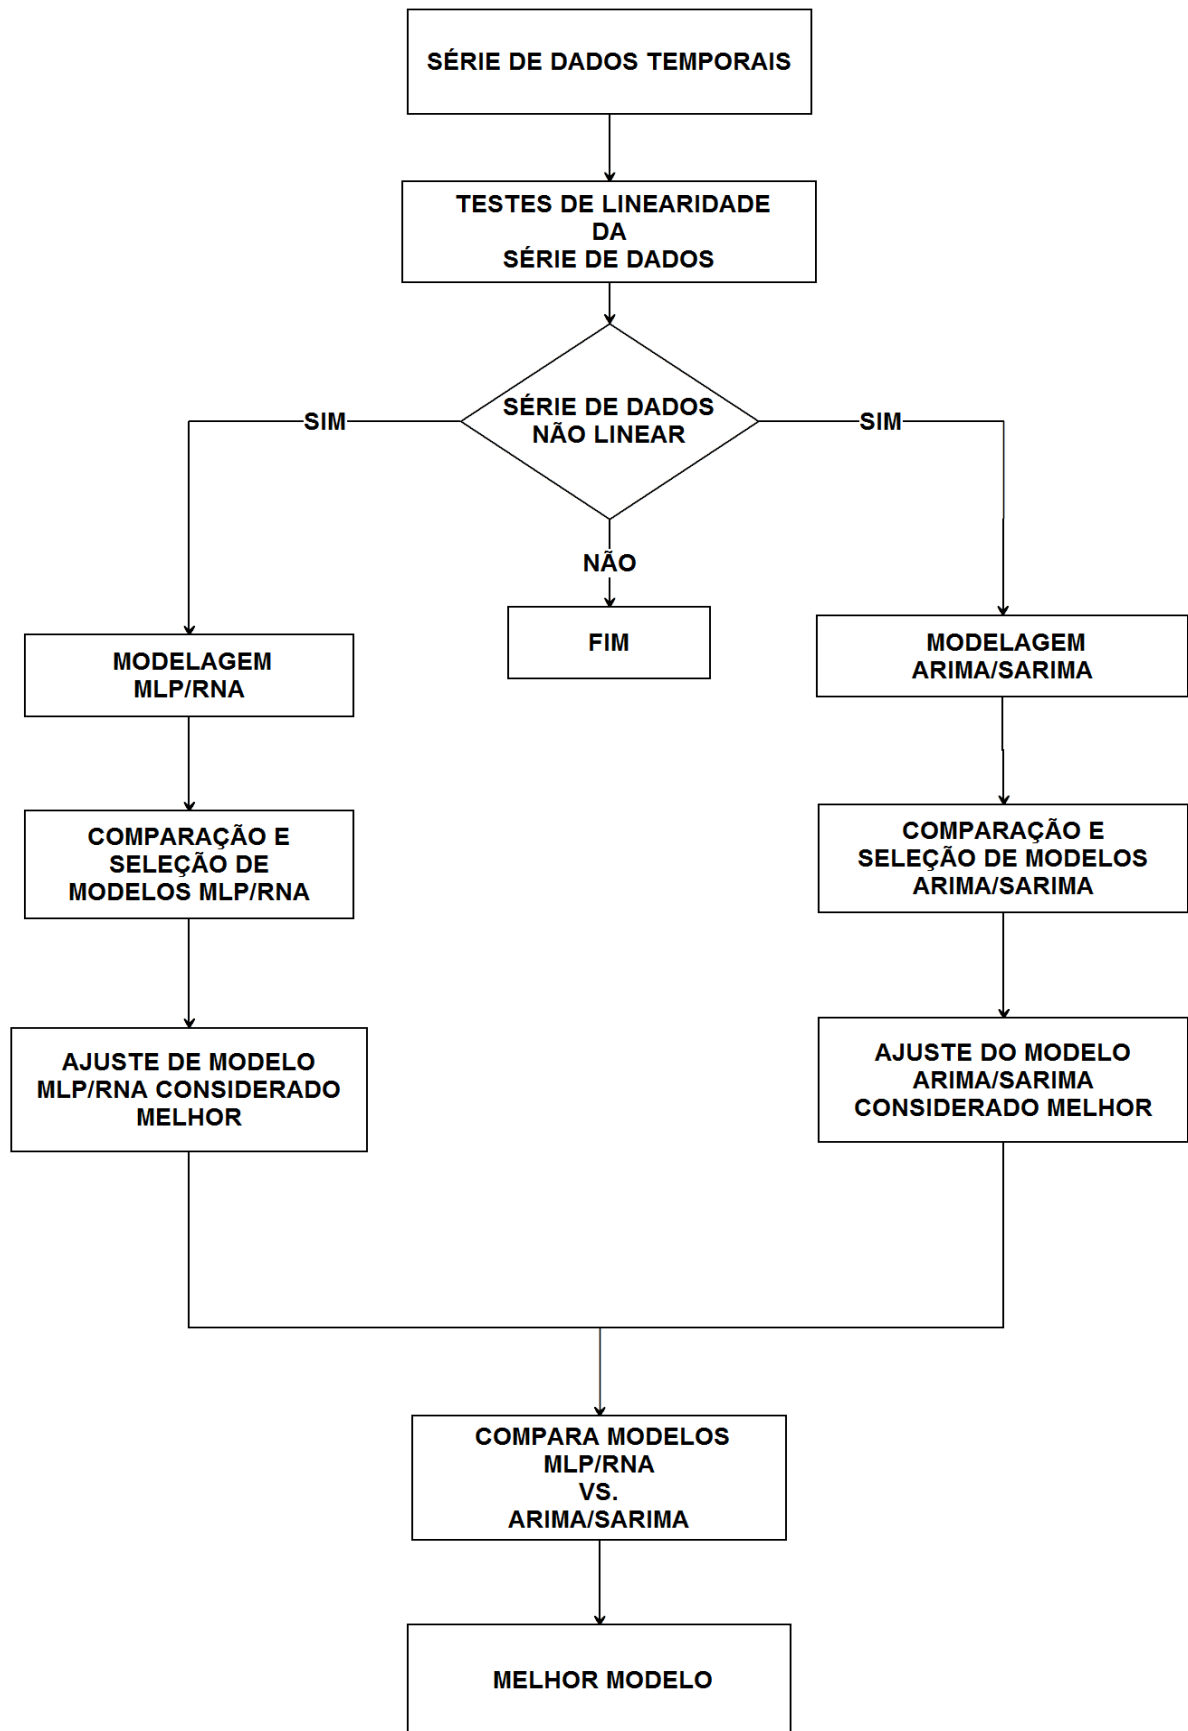 SÉRIE DE DADOS TEMPORAIS
TESTES DE LINEARIDADE
DA
SÉRIE DE DADOS
SÉRIE DE DADOS
NÃO LINEAR
SIM
SIM
NÃO
FIM
MODELAGEM
MLP/RNA
MODELAGEM
ARIMA/SARIMA
COMPARAÇÃO E
SELEÇÃO DE
MODELOS MLP/RNA
COMPARAÇÃO E
SELEÇÃO DE MODELOS
ARIMA/SARIMA
AJUSTE DE MODELO
MLP/RNA CONSIDERADO
MELHOR
AJUSTE DO MODELO
ARIMA/SARIMA
CONSIDERADO MELHOR
COMPARA MODELOS
MLP/RNA
VS.
ARIMA/SARIMA
MELHOR MODELO